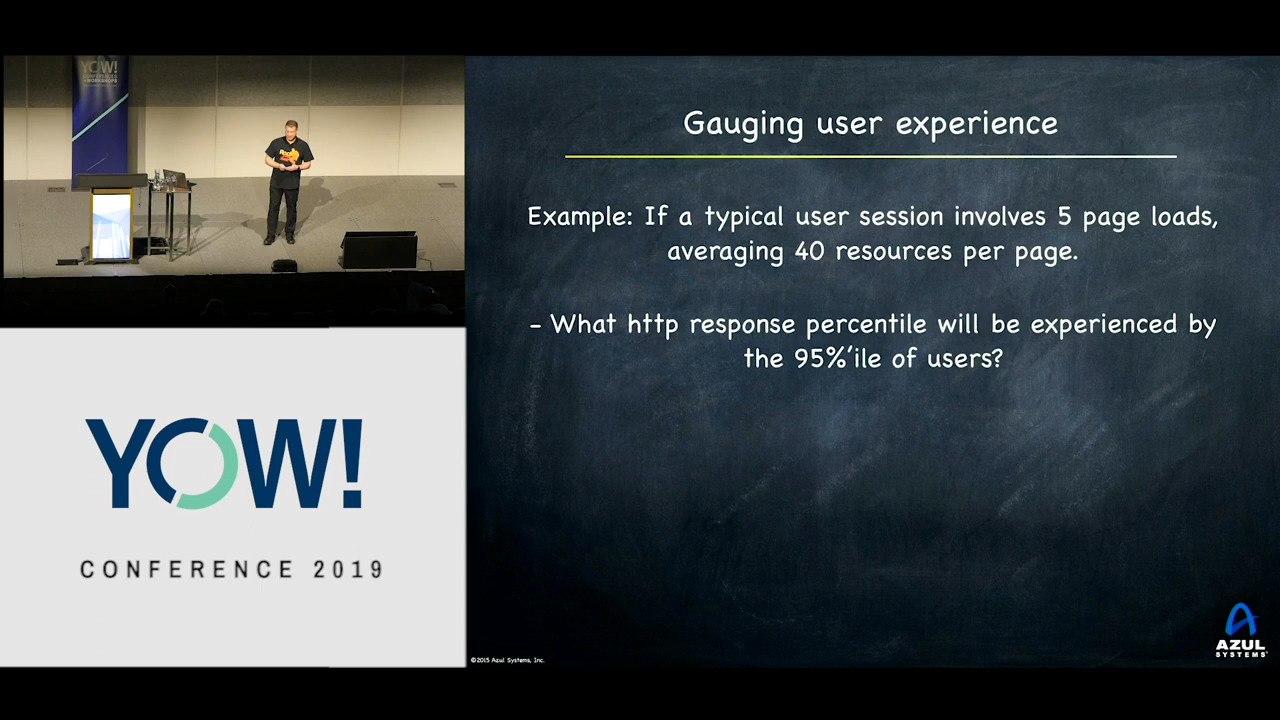 YOW!
CONFERENCES
Gauging user experience
Example: If a typical user session involves 5 page loads,
averaging 40 resources per page.
- What http response percentile will be experienced by
the 95%'ile of users?
YOW!
CONFERENCE 2019
©2015 Azul Systems, Inc.
AZUL
SYSTEMS